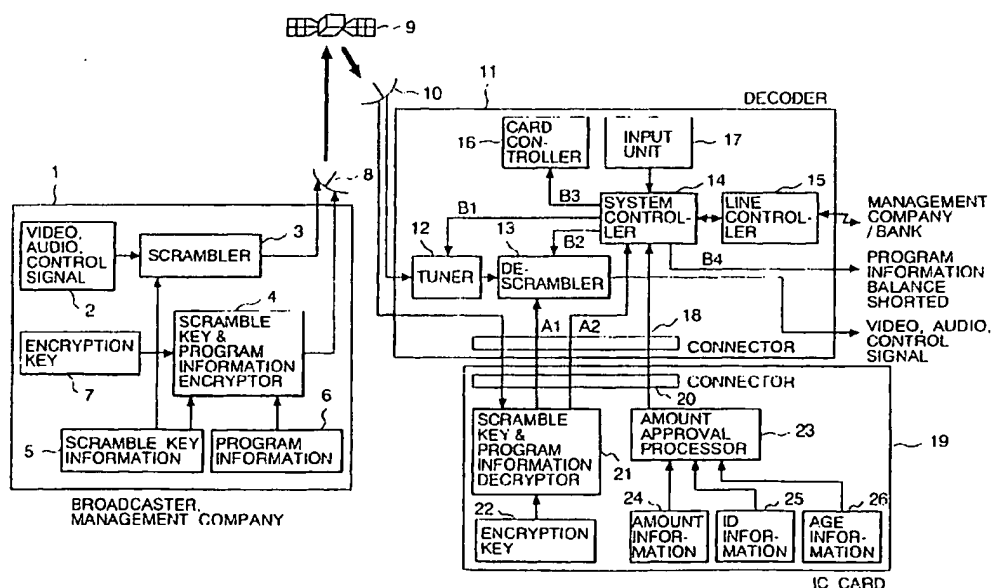 9
10
11
DECODER
16
CARD
CON-
TROLLER
INPUT
UNIT
17
1
8
B3
14
15
VIDEO,
AUDIO,
CONTROL
SIGNAL
2
3
SCRAMBLER
B1
12
TUNER
13
DE-
SCRAMBLER
B2
SYSTEM
CONTROL-
LER
LINE
CONTROL-
LER
MANAGEMENT
COMPANY
/ BANK
B4
PROGRAM
INFORMATION
BALANCE
SHORTED
4
SCRAMBLE
KEY &
PROGRAM
INFORMATION
ENCRYPTOR
ENCRYPTION
KEY
7
A1
A2
18
CONNECTOR
VIDEO, AUDIO,
CONTROL
SIGNAL
CONNECTOR
20
5
SCRAMBLE KEY
INFORMATION
6
PROGRAM
INFORMATION
BROADCASTER,
MANAGEMENT COMPANY
SCRAMBLE
KEY &
PROGRAM
INFORMATION
DECRYPTOR
21
AMOUNT
APPROVAL
PROCESSOR
23
19
22
ENCRYPTION
KEY
24
AMOUNT
INFOR-
MATION
25
ID
INFOR-
MATION
26
AGE
INFOR-
MATION
IC CARD